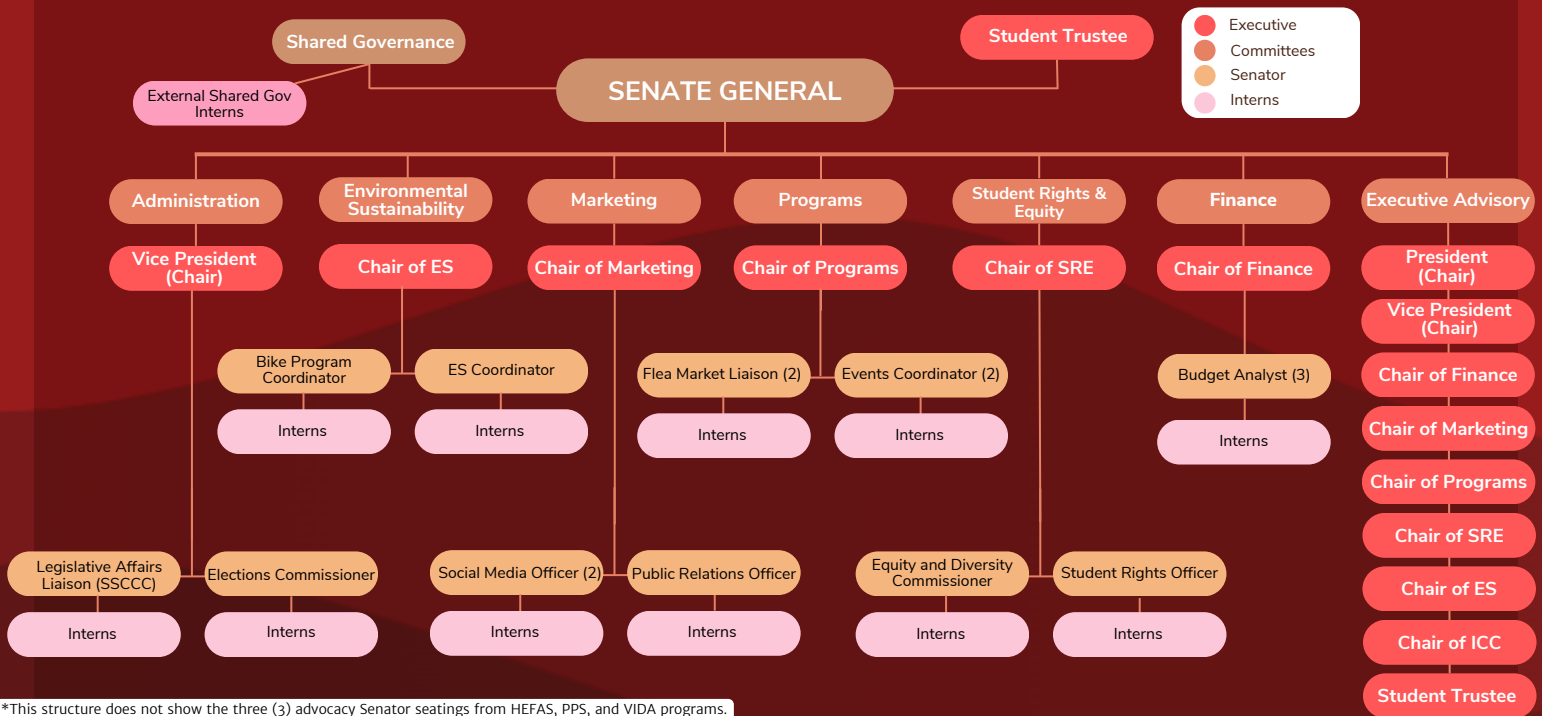 Shared Governance
Student Trustee
Executive
Committees
Senator
Interns
External Shared Gov
Interns
SENATE GENERAL
Administration
Environmental
Sustainability
Marketing
Programs
Student Rights &
Equity
Finance
Executive Advisory
Vice President
(Chair)
Chair of ES
Chair of Marketing
Chair of Programs
Chair of SRE
Chair of Finance
President
(Chair)
Vice President
(Chair)
Chair of Finance
Chair of Marketing
Chair of Programs
Chair of SRE
Chair of ES
Chair of ICC
Student Trustee
Bike Program
Coordinator
ES Coordinator
Flea Market Liaison (2)
Events Coordinator (2)
Budget Analyst (3)
Interns
Interns
Interns
Interns
Interns
Legislative Affairs
Liaison (SSCCC)
Elections Commissioner
Social Media Officer (2)
Public Relations Officer
Equity and Diversity
Commissioner
Student Rights Officer
Interns
Interns
Interns
Interns
Interns
Interns
*This structure does not show the three (3) advocacy Senator seatings from HEFAS, PPS, and VIDA programs.